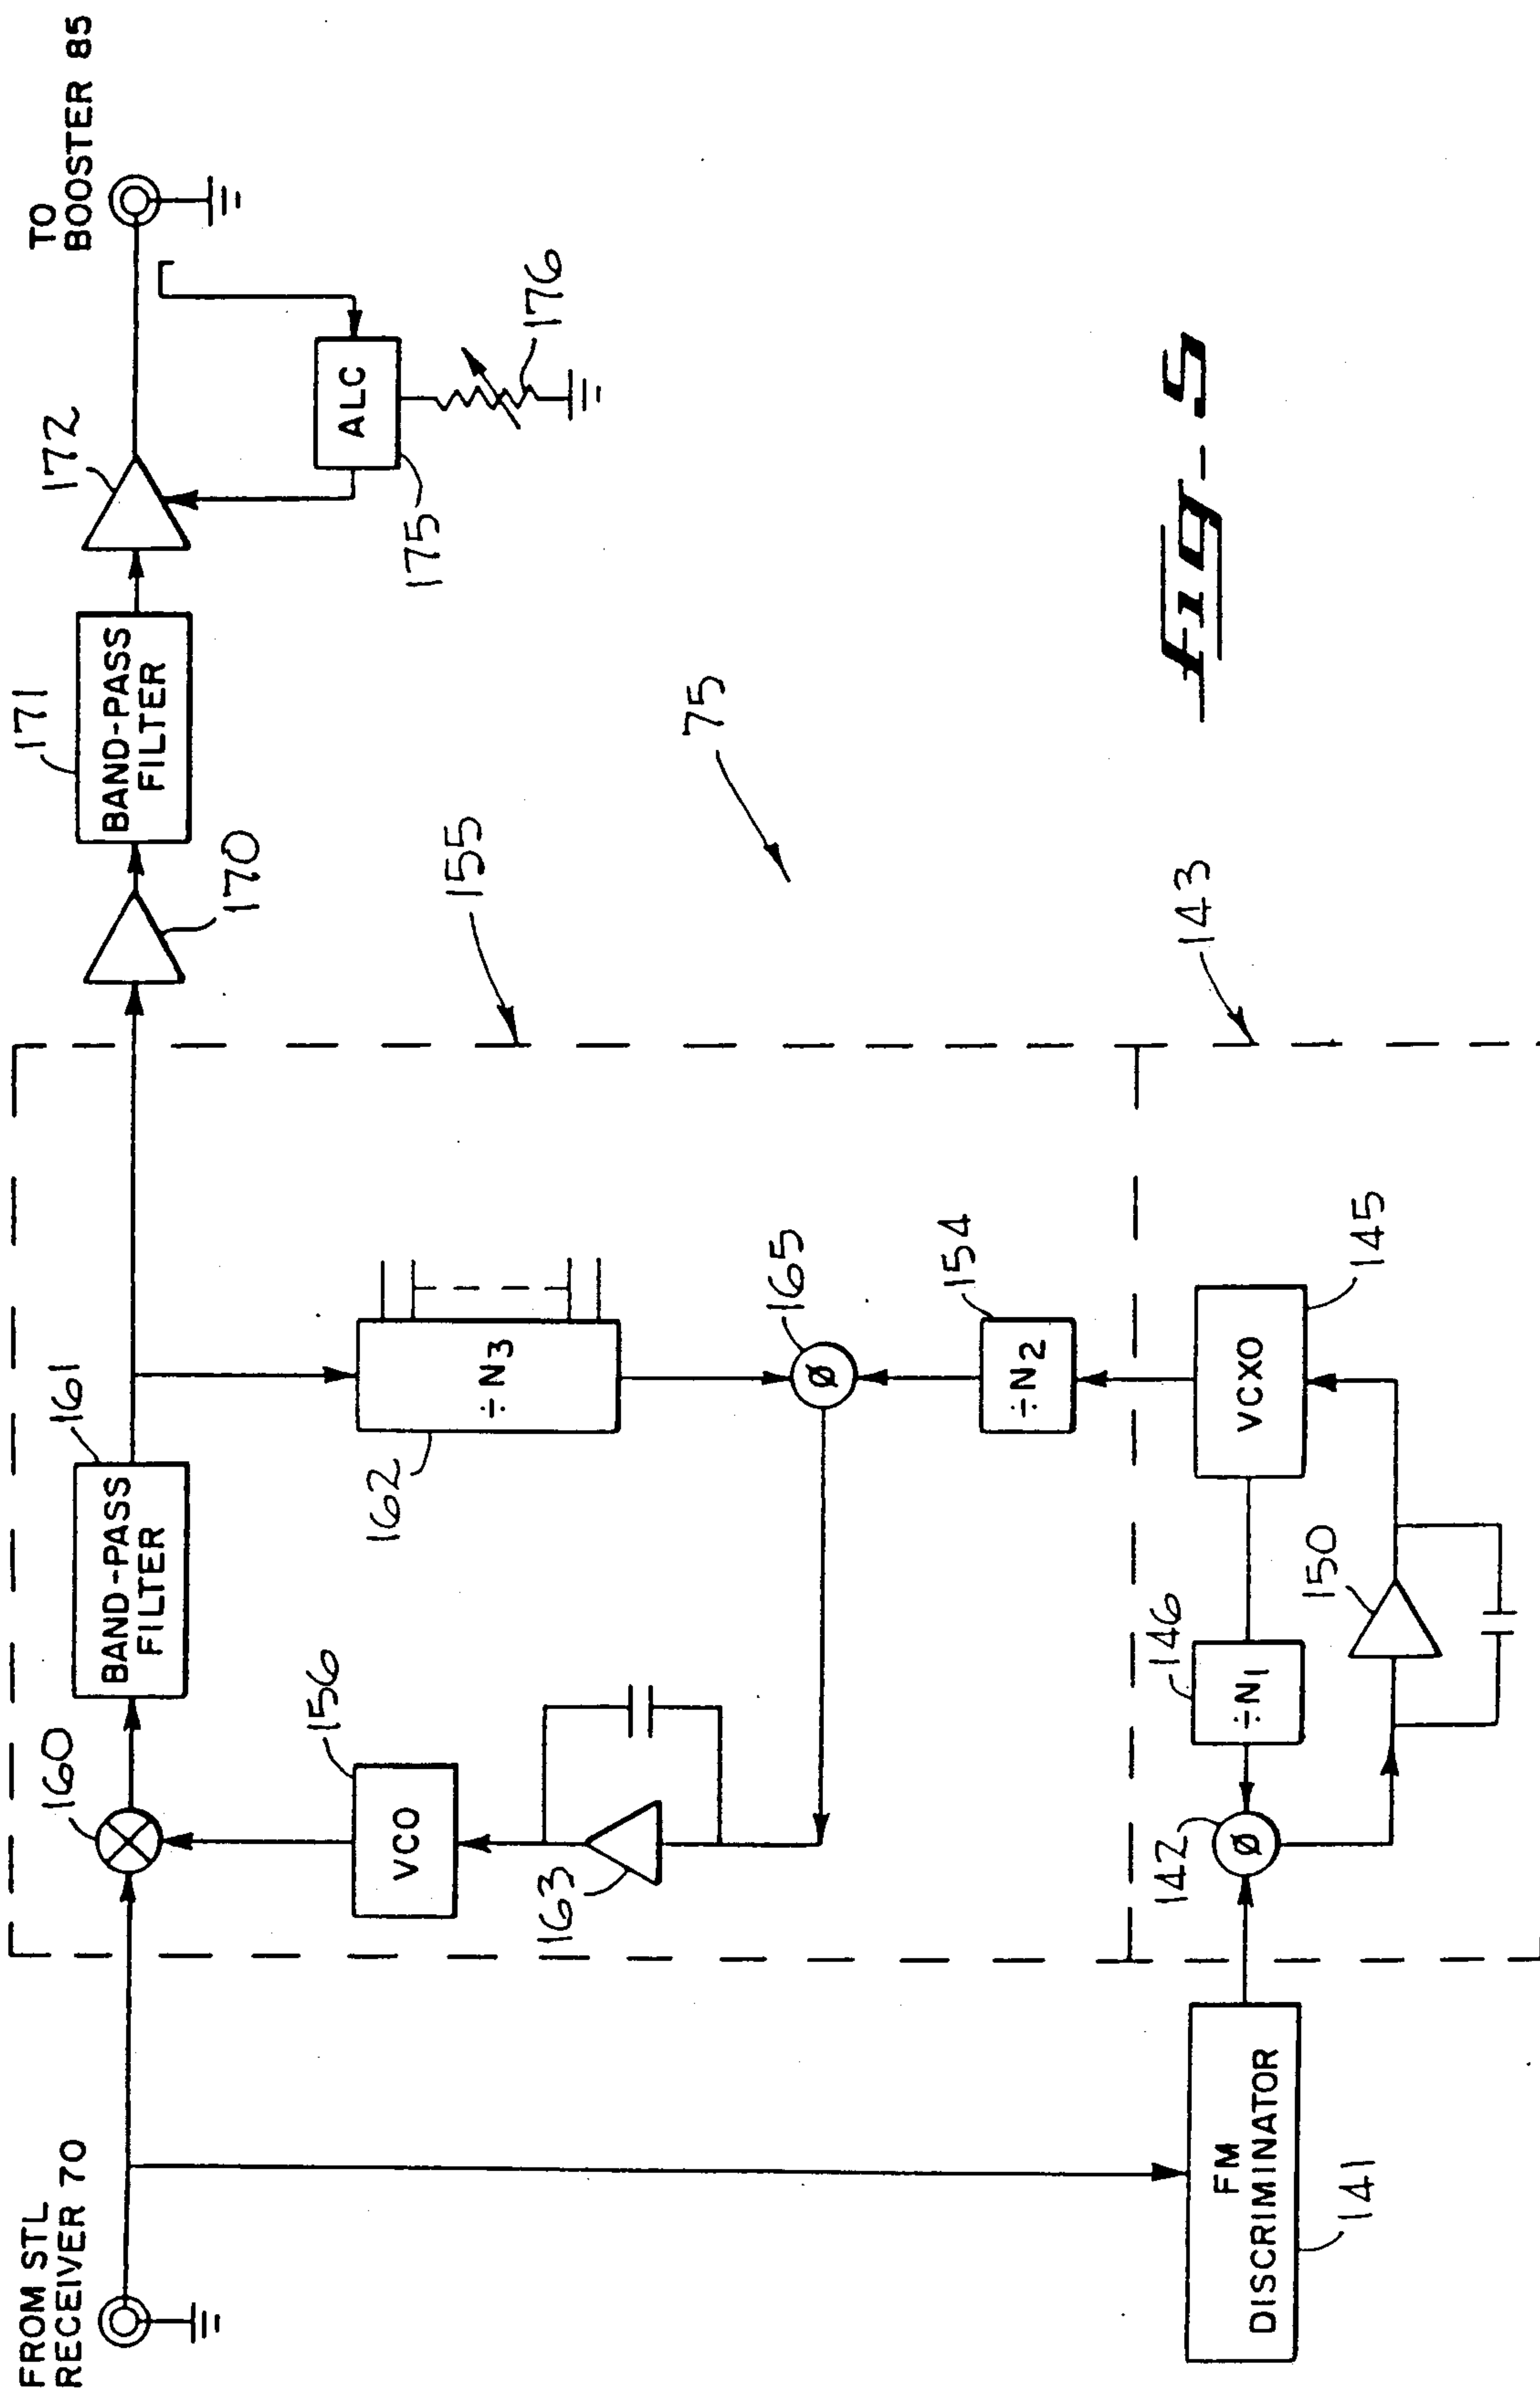 FROM STL
RECEIVER 70
160
BAND-PASS
FILTER
161
170
BAND-PASS
FILTER
171
172
TO
BOOSTER 85
ALC
175
176
VCO
156
163
÷N3
162
165
÷N2
154
155
75
143
FM
DISCRIMINATOR
141
Ø
142
÷N1
146
150
VCXO
145
Ø
Fig-5